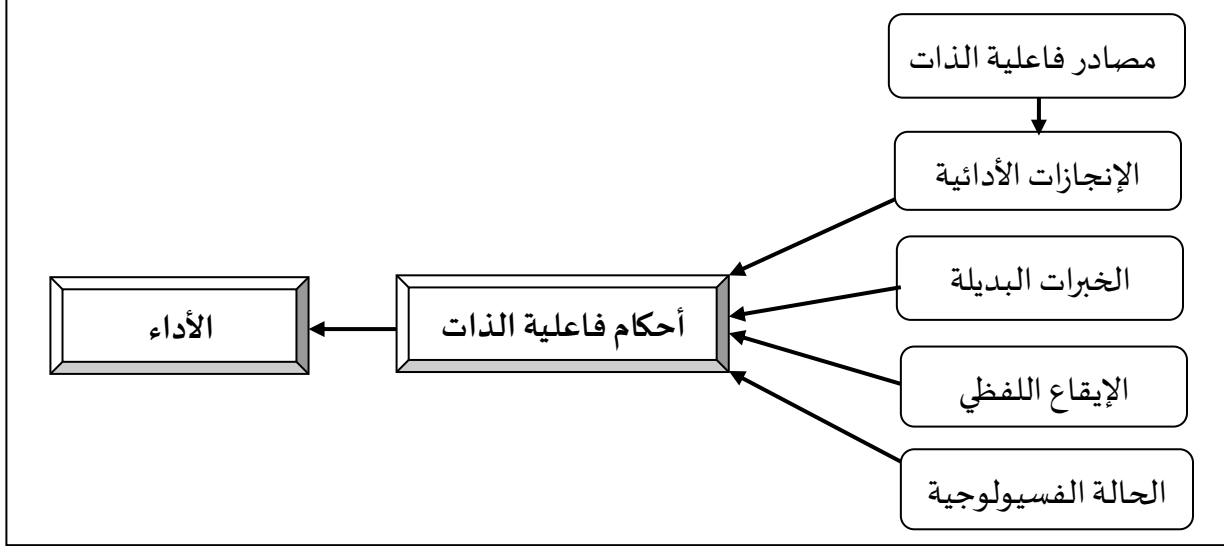 مصادر فاعلية الذات
الإنجازات الأدائية
الخبرات البديلة
الإيقاع اللفظي
الحالة الفسيولوجية
أحكام فاعلية الذات
الأداء